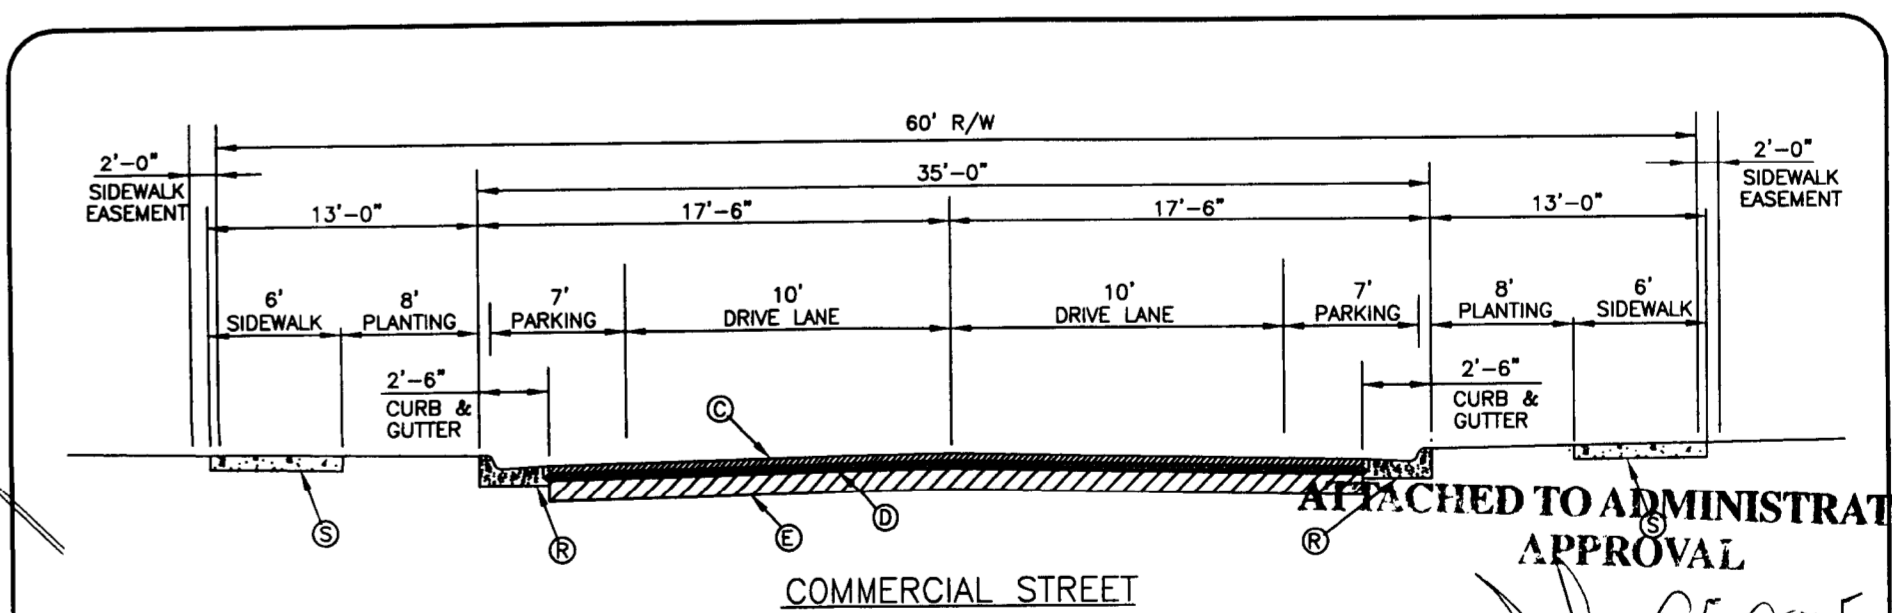 60' R/W
2'-0"
SIDEWALK
EASEMENT
35'-0"
2'-0"
SIDEWALK
EASEMENT
13'-0"
17'-6"
17'-6"
13'-0"
6'
SIDEWALK
8'
PLANTING
7'
PARKING
10'
DRIVE LANE
10'
DRIVE LANE
7'
PARKING
8'
PLANTING
6'
SIDEWALK
2'-6"
CURB &
GUTTER
2'-6"
CURB &
GUTTER
C
S
R
E
D
R
S
ATTACHED TO ADMINISTRAT
APPROVAL
COMMERCIAL STREET